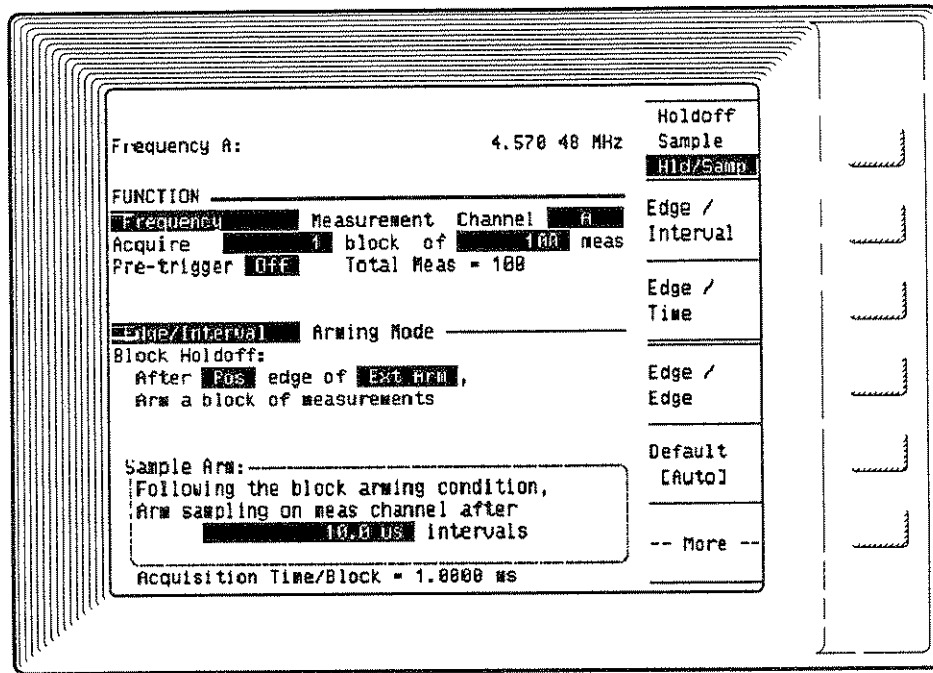 Frequency A: 4.570 48 MHz
FUNCTION
Frequency Measurement Channel A
Acquire 1 block of 100 meas
Pre-trigger Off Total Meas = 100
Edge/Interval Arming Mode
Block Holdoff:
After Pos edge of Ext Arm,
Arm a block of measurements
Sample Arm:
Following the block arming condition,
Arm sampling on meas channel after
10.0 us intervals
Acquisition Time/Block = 1.0000 ms
Holdoff
Sample
Hld/Samp
Edge /
Interval
Edge /
Time
Edge /
Edge
Default
[Auto]
-- More --